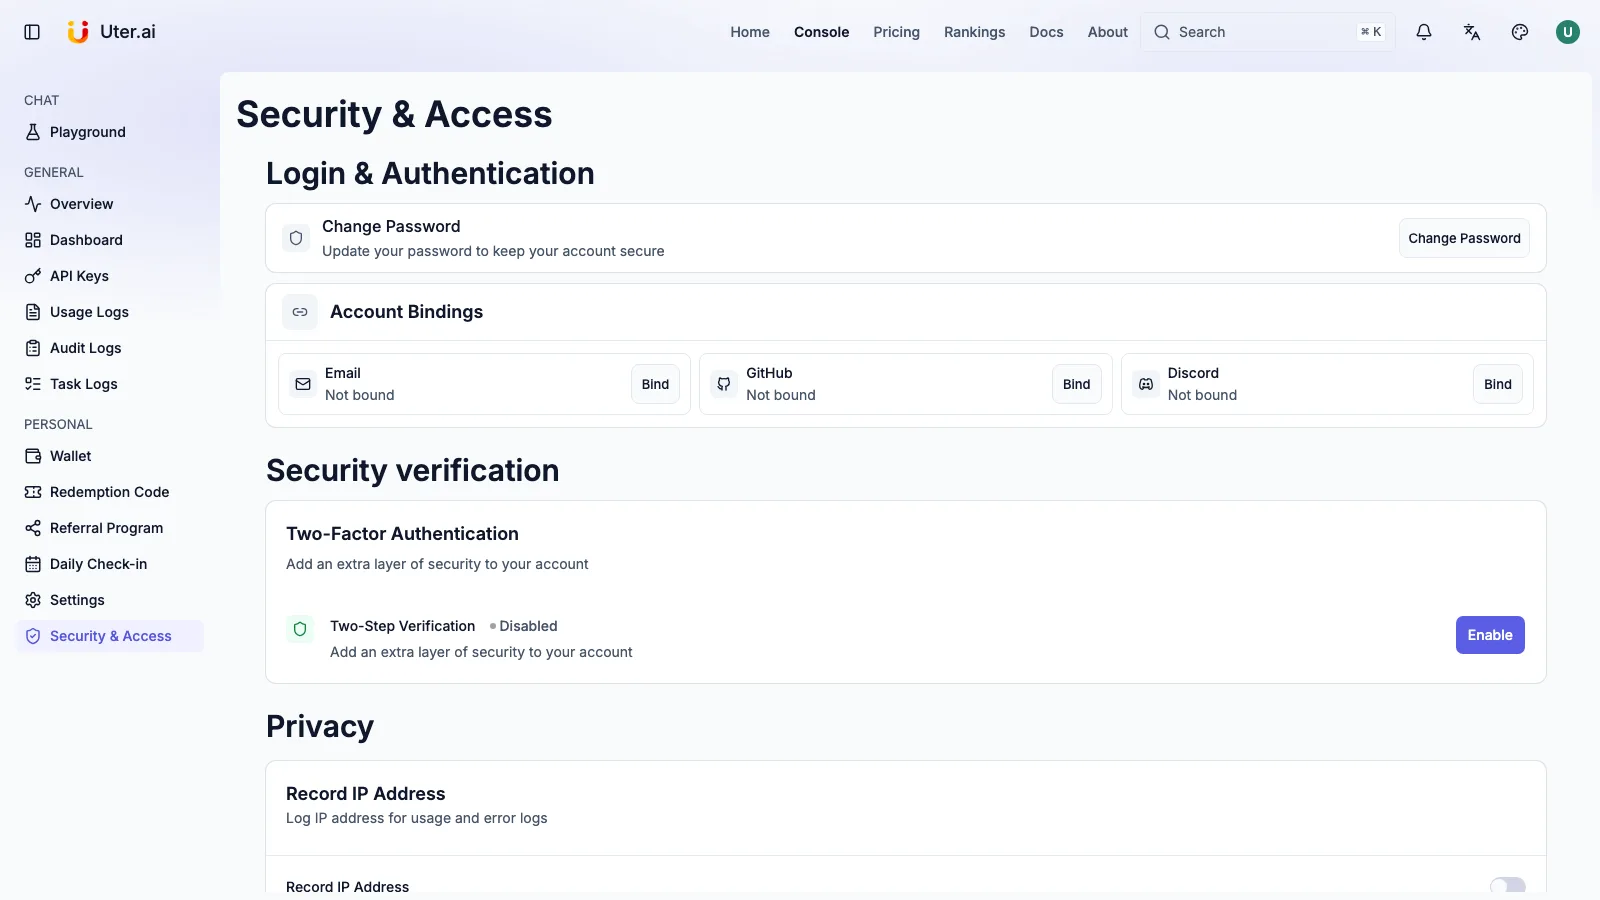 Uter.ai
Home
Console
Pricing
Rankings
Docs
About
Search
⌘ K
U
CHAT
Playground
GENERAL
Overview
Dashboard
API Keys
Usage Logs
Audit Logs
Task Logs
PERSONAL
Wallet
Redemption Code
Referral Program
Daily Check-in
Settings
Security & Access
Security & Access
Login & Authentication
Change Password
Update your password to keep your account secure
Change Password
Account Bindings
Email
Not bound
Bind
GitHub
Not bound
Bind
Discord
Not bound
Bind
Security verification
Two-Factor Authentication
Add an extra layer of security to your account
Two-Step Verification
Disabled
Add an extra layer of security to your account
Enable
Privacy
Record IP Address
Log IP address for usage and error logs
Record IP Address